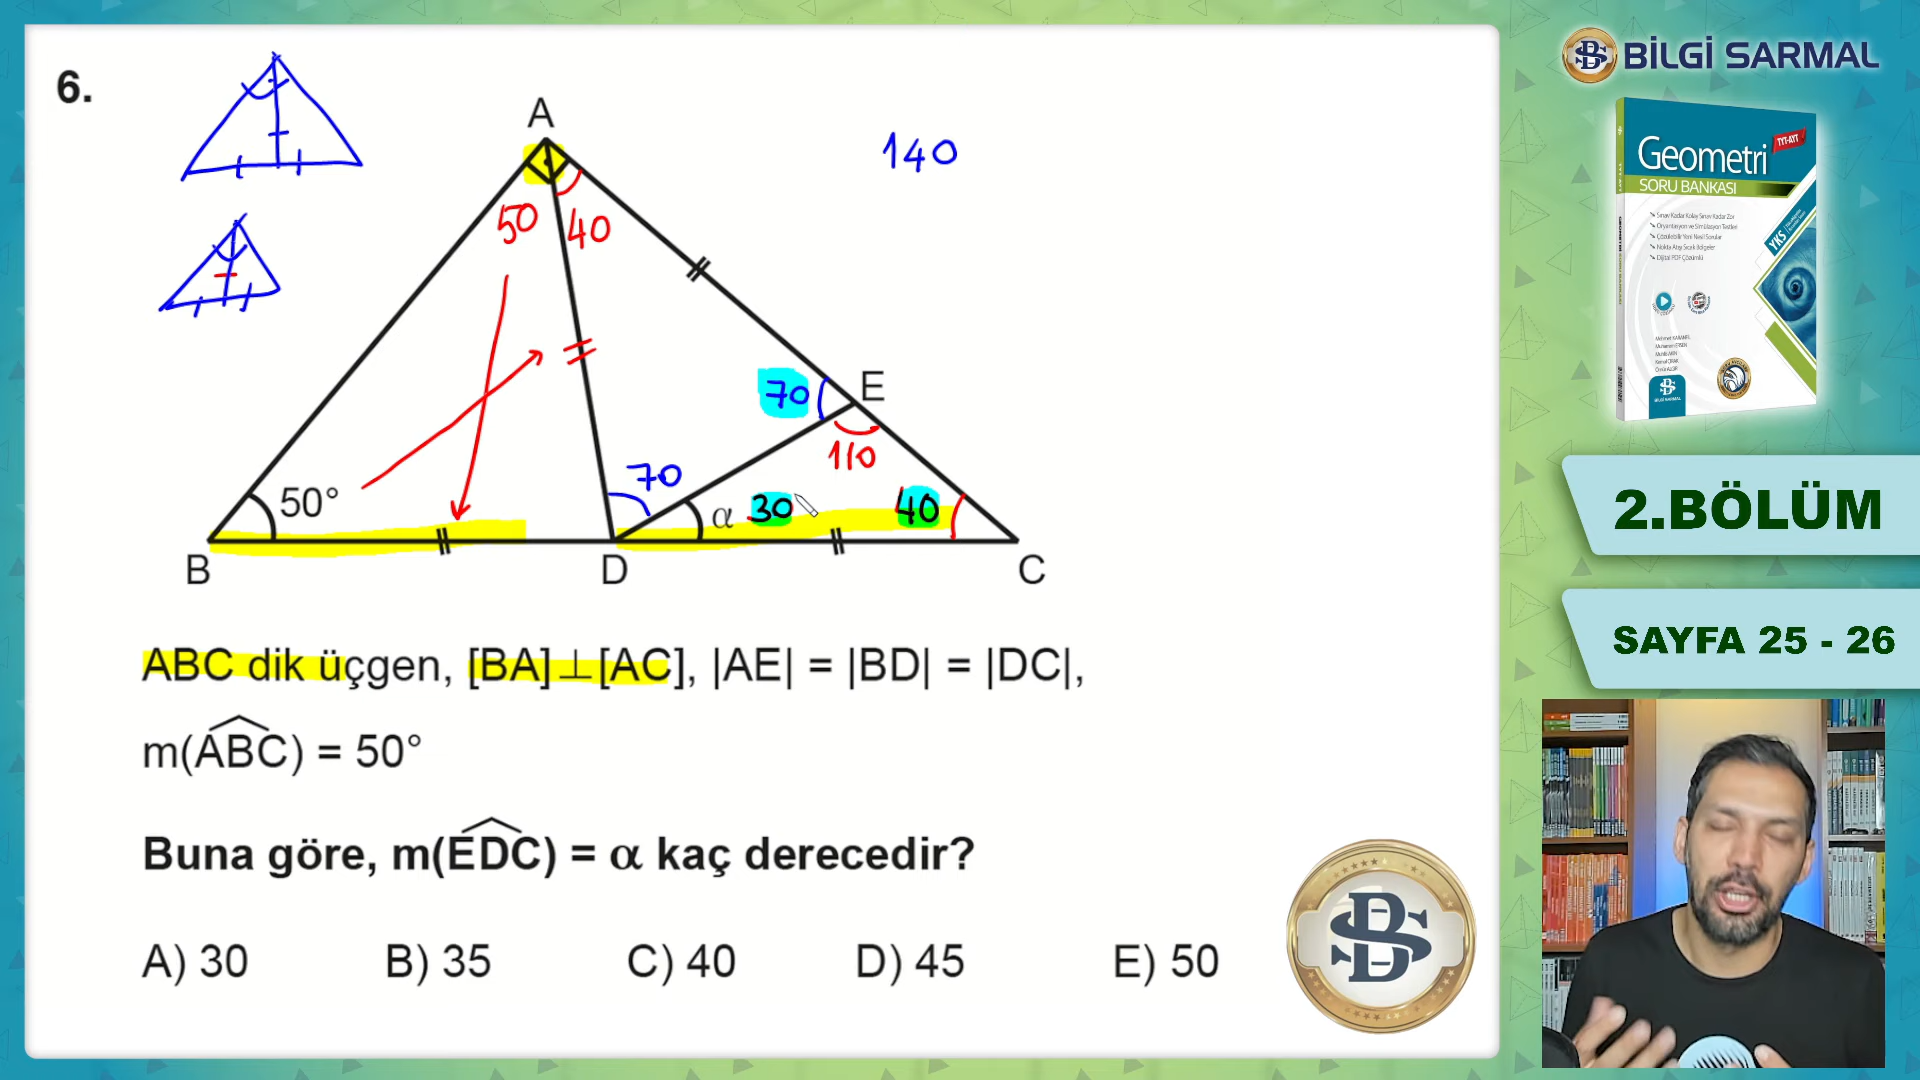 6.
A
140
50
40
70
E
110
70
50°
α
30
40
B
D
C
ABC dik üçgen, [BA]⊥[AC], |AE| = |BD| = |DC|,
m(ABC) = 50°
Buna göre, m(EDC) = α kaç derecedir?
A) 30
B) 35
C) 40
D) 45
E) 50
BİLGİ SARMAL
TYT-AYT
Geometri
SORU BANKASI
YKS
2.BÖLÜM
SAYFA 25 - 26